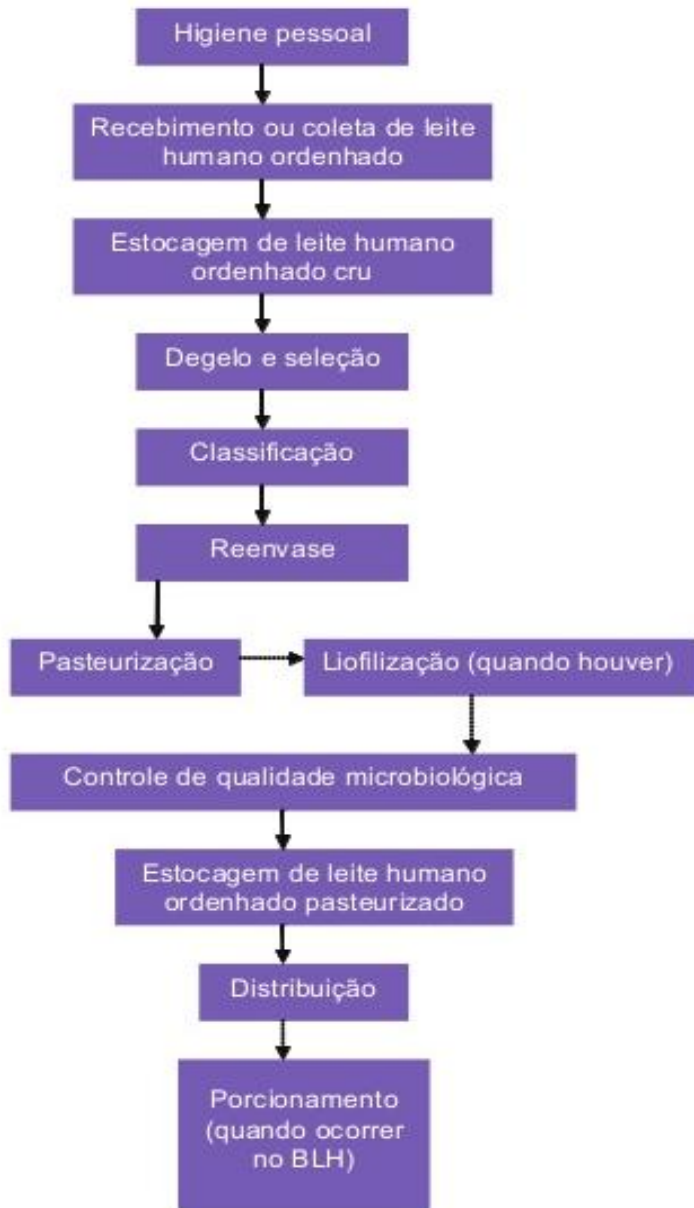 Higiene pessoal
Recebimento ou coleta de leite
humano ordenhado
Estocagem de leite humano
ordenhado cru
Degelo e seleção
Classificação
Reenvase
Pasteurização
Liofilização (quando houver)
Controle de qualidade microbiológica
Estocagem de leite humano
ordenhado pasteurizado
Distribuição
Porcionamento
(quando ocorrer
no BLH)